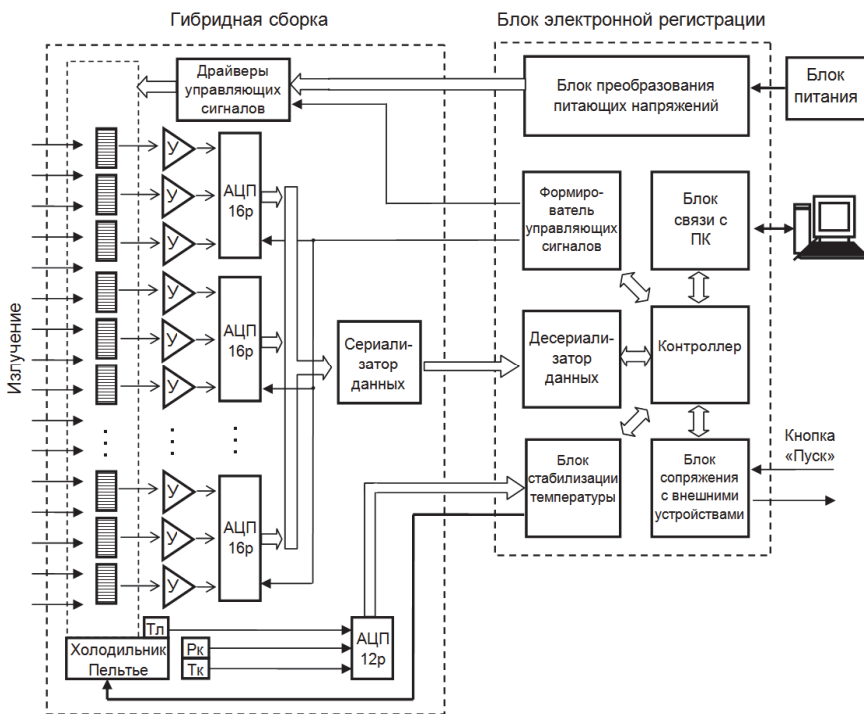 Гибридная сборка
Блок электронной регистрации
Драйверы
управляющих
сигналов
Блок преобразования
питающих напряжений
Блок
питания
У
У
У
АЦП
16р
Формиро-
ватель
управляющих
сигналов
Блок
связи с
ПК
Излучение
У
У
У
АЦП
16р
Сериали-
затор
данных
Десериали-
затор
данных
Контроллер
У
У
У
АЦП
16р
Блок
стабилизации
температуры
Блок
сопряжения
с внешними
устройствами
Кнопка
«Пуск»
Тл
Холодильник
Пельтье
Рк
Тк
АЦП
12р